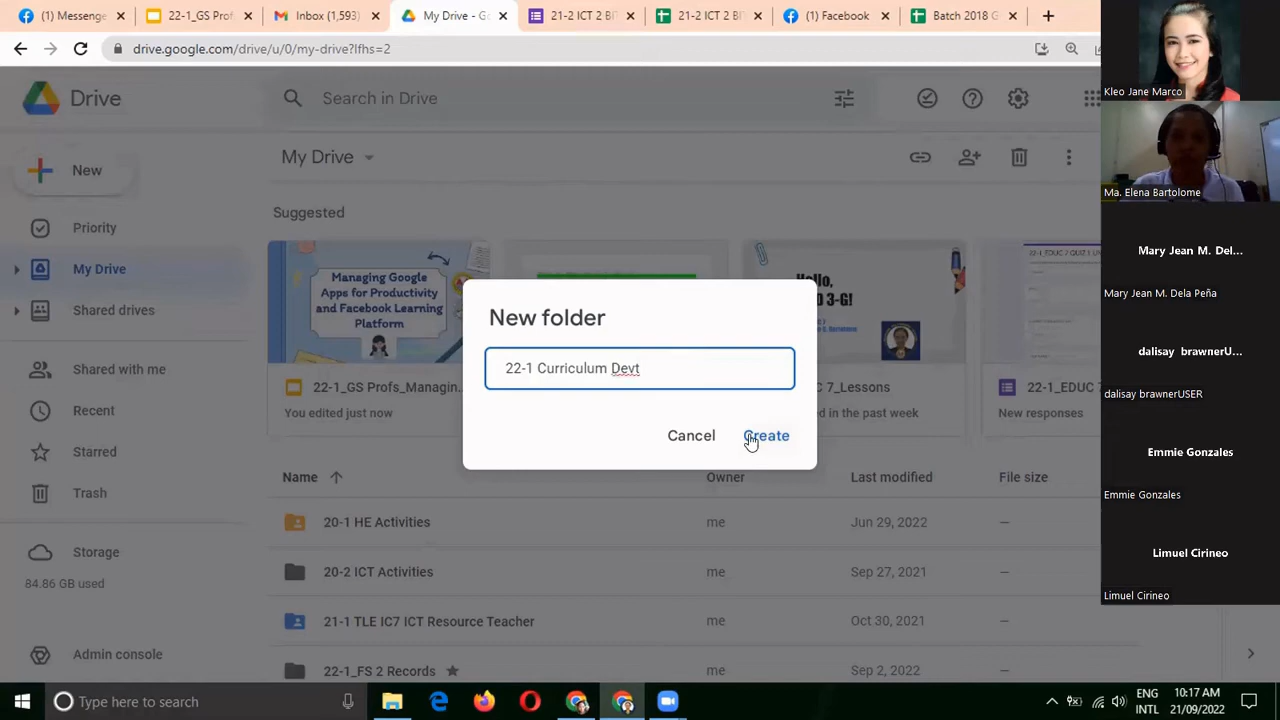 (1) Messenge
22-1_GS Prof
Inbox (1,593)
My Drive - G
21-2 ICT 2 BI
21-2 ICT 2 BI
(1) Facebook
Batch 2018 G
drive.google.com/drive/u/0/my-drive?lfhs=2
Drive
Search in Drive
New
My Drive
Priority
My Drive
Shared drives
Shared with me
Recent
Starred
Trash
Storage
84.86 GB used
Admin console
Suggested
Managing Google
Apps for Productivity
and Facebook Learning
Platform
22-1_GS Profs_Managin...
You edited just now
Hello,
3-G!
EDUC 7_Lessons
in the past week
22-1_EDUC 7
New responses
New folder
22-1 Curriculum Devt
Cancel
Create
Name
Owner
Last modified
File size
20-1 HE Activities
me
Jun 29, 2022
—
20-2 ICT Activities
me
Sep 27, 2021
—
21-1 TLE IC7 ICT Resource Teacher
me
Oct 30, 2021
—
22-1_FS 2 Records
me
Sep 2, 2022
—
Kleo Jane Marco
Ma. Elena Bartolome
Mary Jean M. Del...
Mary Jean M. Dela Peña
dalisay brawnerU...
dalisay brawnerUSER
Emmie Gonzales
Emmie Gonzales
Limuel Cirineo
Limuel Cirineo
Type here to search
ENG
INTL
10:17 AM
21/09/2022